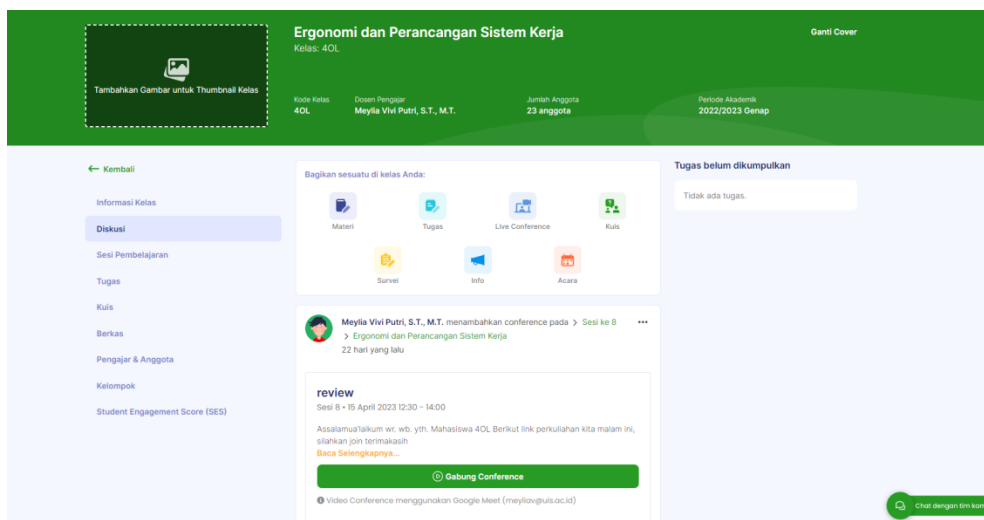 Ergonomi dan Perancangan Sistem Kerja
Kelas: 4OL
Ganti Cover
Tambahkan Gambar untuk Thumbnail Kelas
Kode Kelas
4OL
Dosen Pengajar
Meylia Vivi Putri, S.T., M.T.
Jumlah Anggota
23 anggota
Periode Akademik
2022/2023 Genap
Kembali
Informasi Kelas
Diskusi
Sesi Pembelajaran
Tugas
Kuis
Berkas
Pengajar & Anggota
Kelompok
Student Engagement Score (SES)
Bagikan sesuatu di kelas Anda:
Materi
Tugas
Live Conference
Kuis
Survei
Info
Acara
Meylia Vivi Putri, S.T., M.T. menambahkan conference pada > Sesi ke 8
> Ergonomi dan Perancangan Sistem Kerja
22 hari yang lalu
review
Sesi 8 • 15 April 2023 12:30 - 14:00
Assalamua'laikum wr. wb. yth. Mahasiswa 4OL Berikut link perkuliahan kita malam ini,
silahkan join terimakasih
Baca Selengkapnya...
Gabung Conference
Video Conference menggunakan Google Meet (meyliav@uis.ac.id)
Tugas belum dikumpulkan
Tidak ada tugas.
Chat dengan tim kam